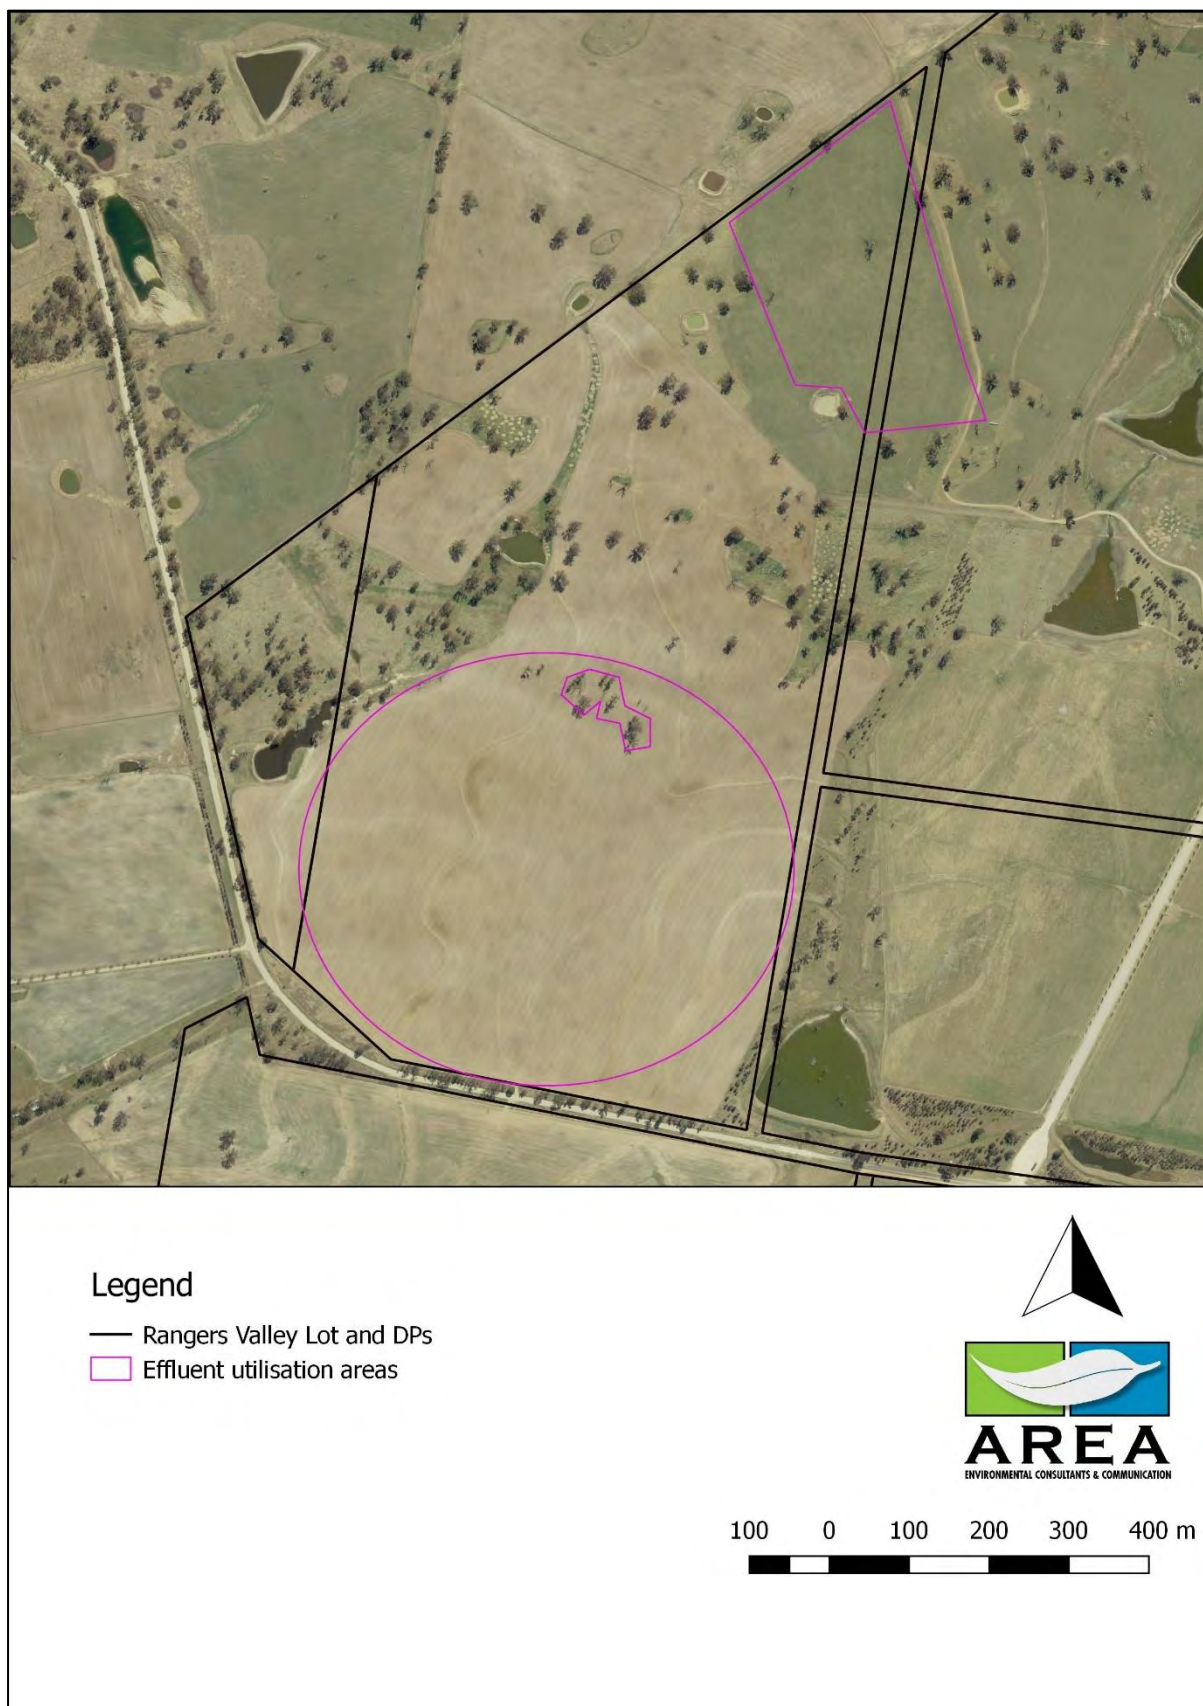 Legend
Rangers Valley Lot and DPs
Effluent utilisation areas
AREA
ENVIRONMENTAL CONSULTANTS & COMMUNICATION
100 0 100 200 300 400 m